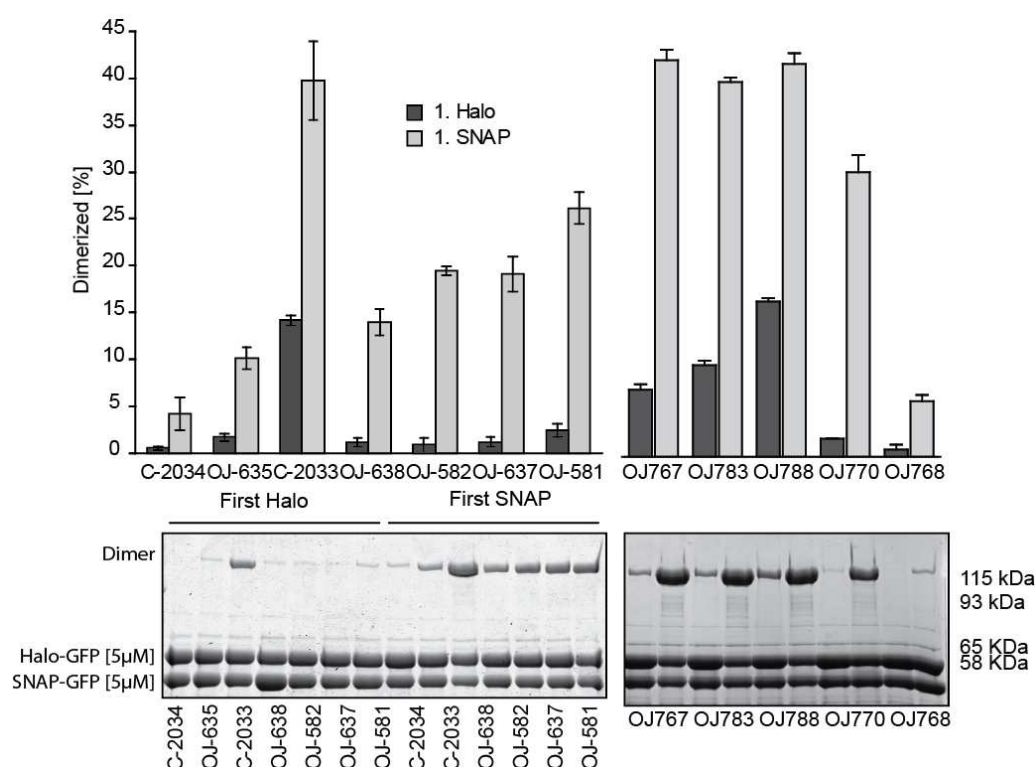 45
40
35
30
25
20
15
10
5
0
Dimerized [%]
1. Halo
1. SNAP
C-2034 OJ-635 C-2033 OJ-638 OJ-582 OJ-637 OJ-581
OJ767 OJ783 OJ788 OJ770 OJ768
First Halo First SNAP
Dimer
Halo-GFP [5µM]
SNAP-GFP [5µM]
115 kDa
93 kDa
65 KDa
58 KDa
C-2034
OJ-635
C-2033
OJ-638
OJ-582
OJ-637
OJ-581
C-2034
C-2033
OJ-638
OJ-582
OJ-637
OJ-581
OJ767 OJ783 OJ788 OJ770 OJ768